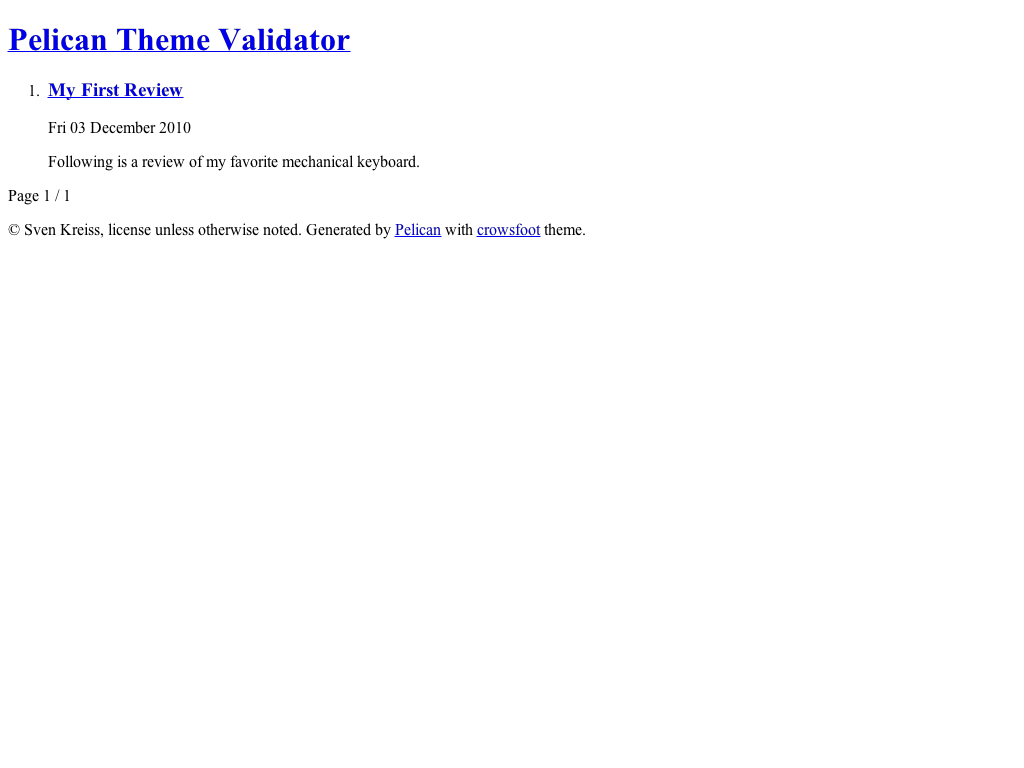 Pelican Theme Validator
1. My First Review
Fri 03 December 2010
Following is a review of my favorite mechanical keyboard.
Page 1 / 1
© Sven Kreiss, license unless otherwise noted. Generated by Pelican with crowsfoot theme.